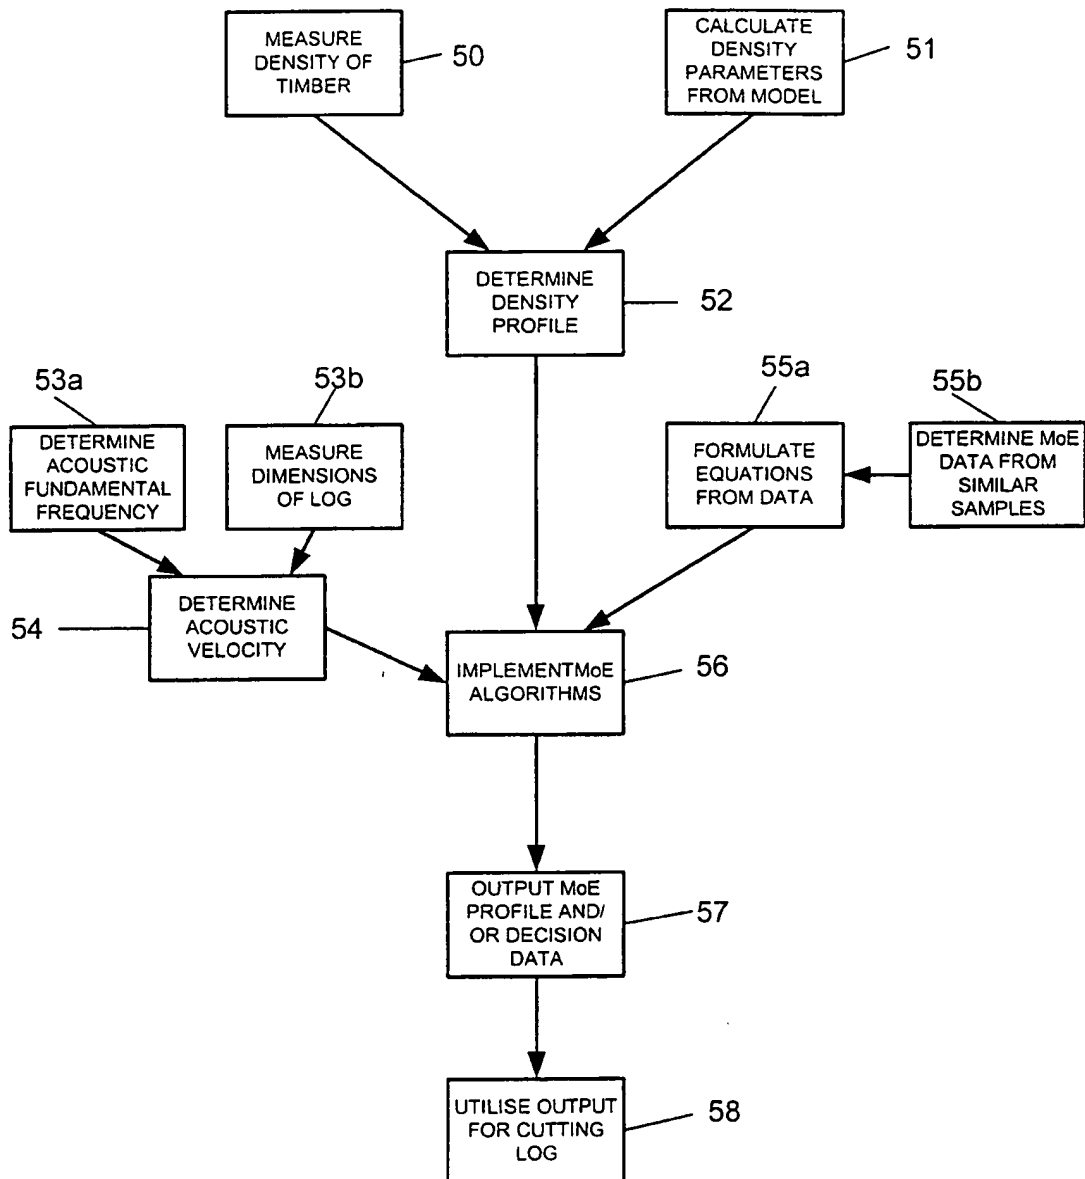 MEASURE
DENSITY OF
TIMBER
50
CALCULATE
DENSITY
PARAMETERS
FROM MODEL
51
DETERMINE
DENSITY
PROFILE
52
53a
DETERMINE
ACOUSTIC
FUNDAMENTAL
FREQUENCY
53b
MEASURE
DIMENSIONS
OF LOG
55a
FORMULATE
EQUATIONS
FROM DATA
55b
DETERMINE MoE
DATA FROM
SIMILAR
SAMPLES
54
DETERMINE
ACOUSTIC
VELOCITY
IMPLEMENTMoE
ALGORITHMS
56
OUTPUT MoE
PROFILE AND/
OR DECISION
DATA
57
UTILISE OUTPUT
FOR CUTTING
LOG
58